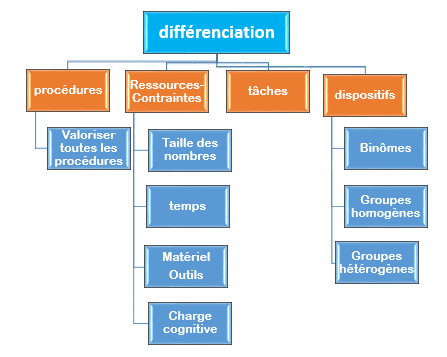 différenciation
procédures
Ressources-
Contraintes
tâches
dispositifs
Valoriser
toutes les
procédures
Taille des
nombres
temps
Matériel
Outils
Charge
cognitive
Binômes
Groupes
homogènes
Groupes
hétérogènes